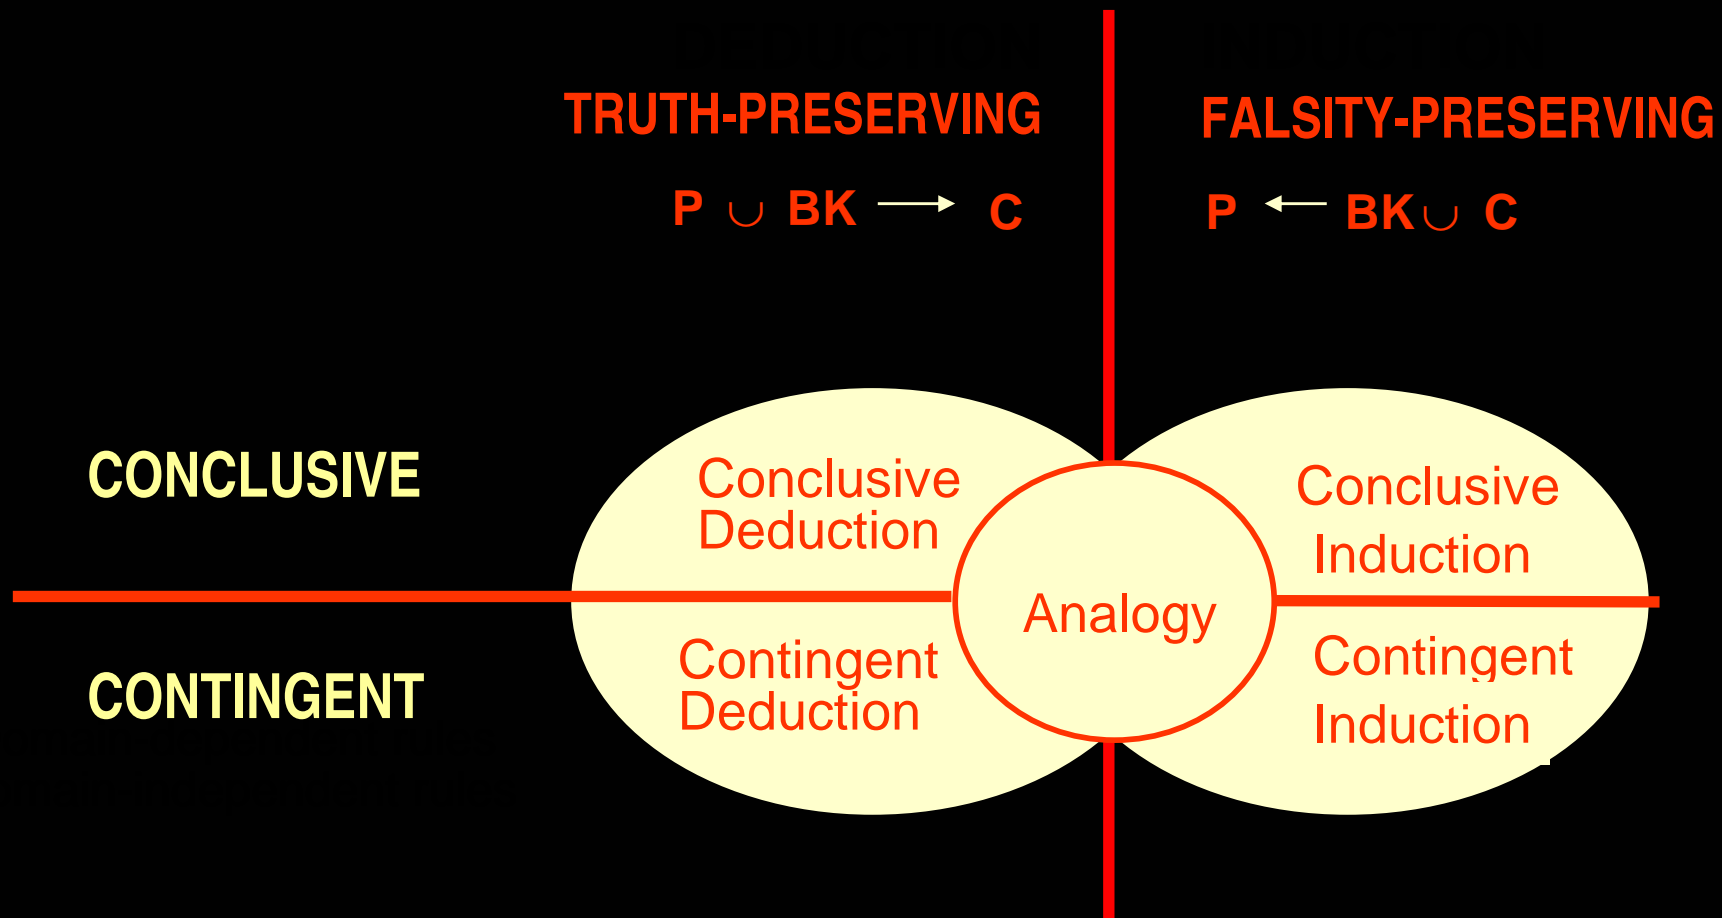 TRUTH-PRESERVING
FALSITY-PRESERVING
P ∪ BK → C
P ← BK ∪ C
CONCLUSIVE
Conclusive
Deduction
Conclusive
Induction
Analogy
CONTINGENT
Contingent
Deduction
Contingent
Induction